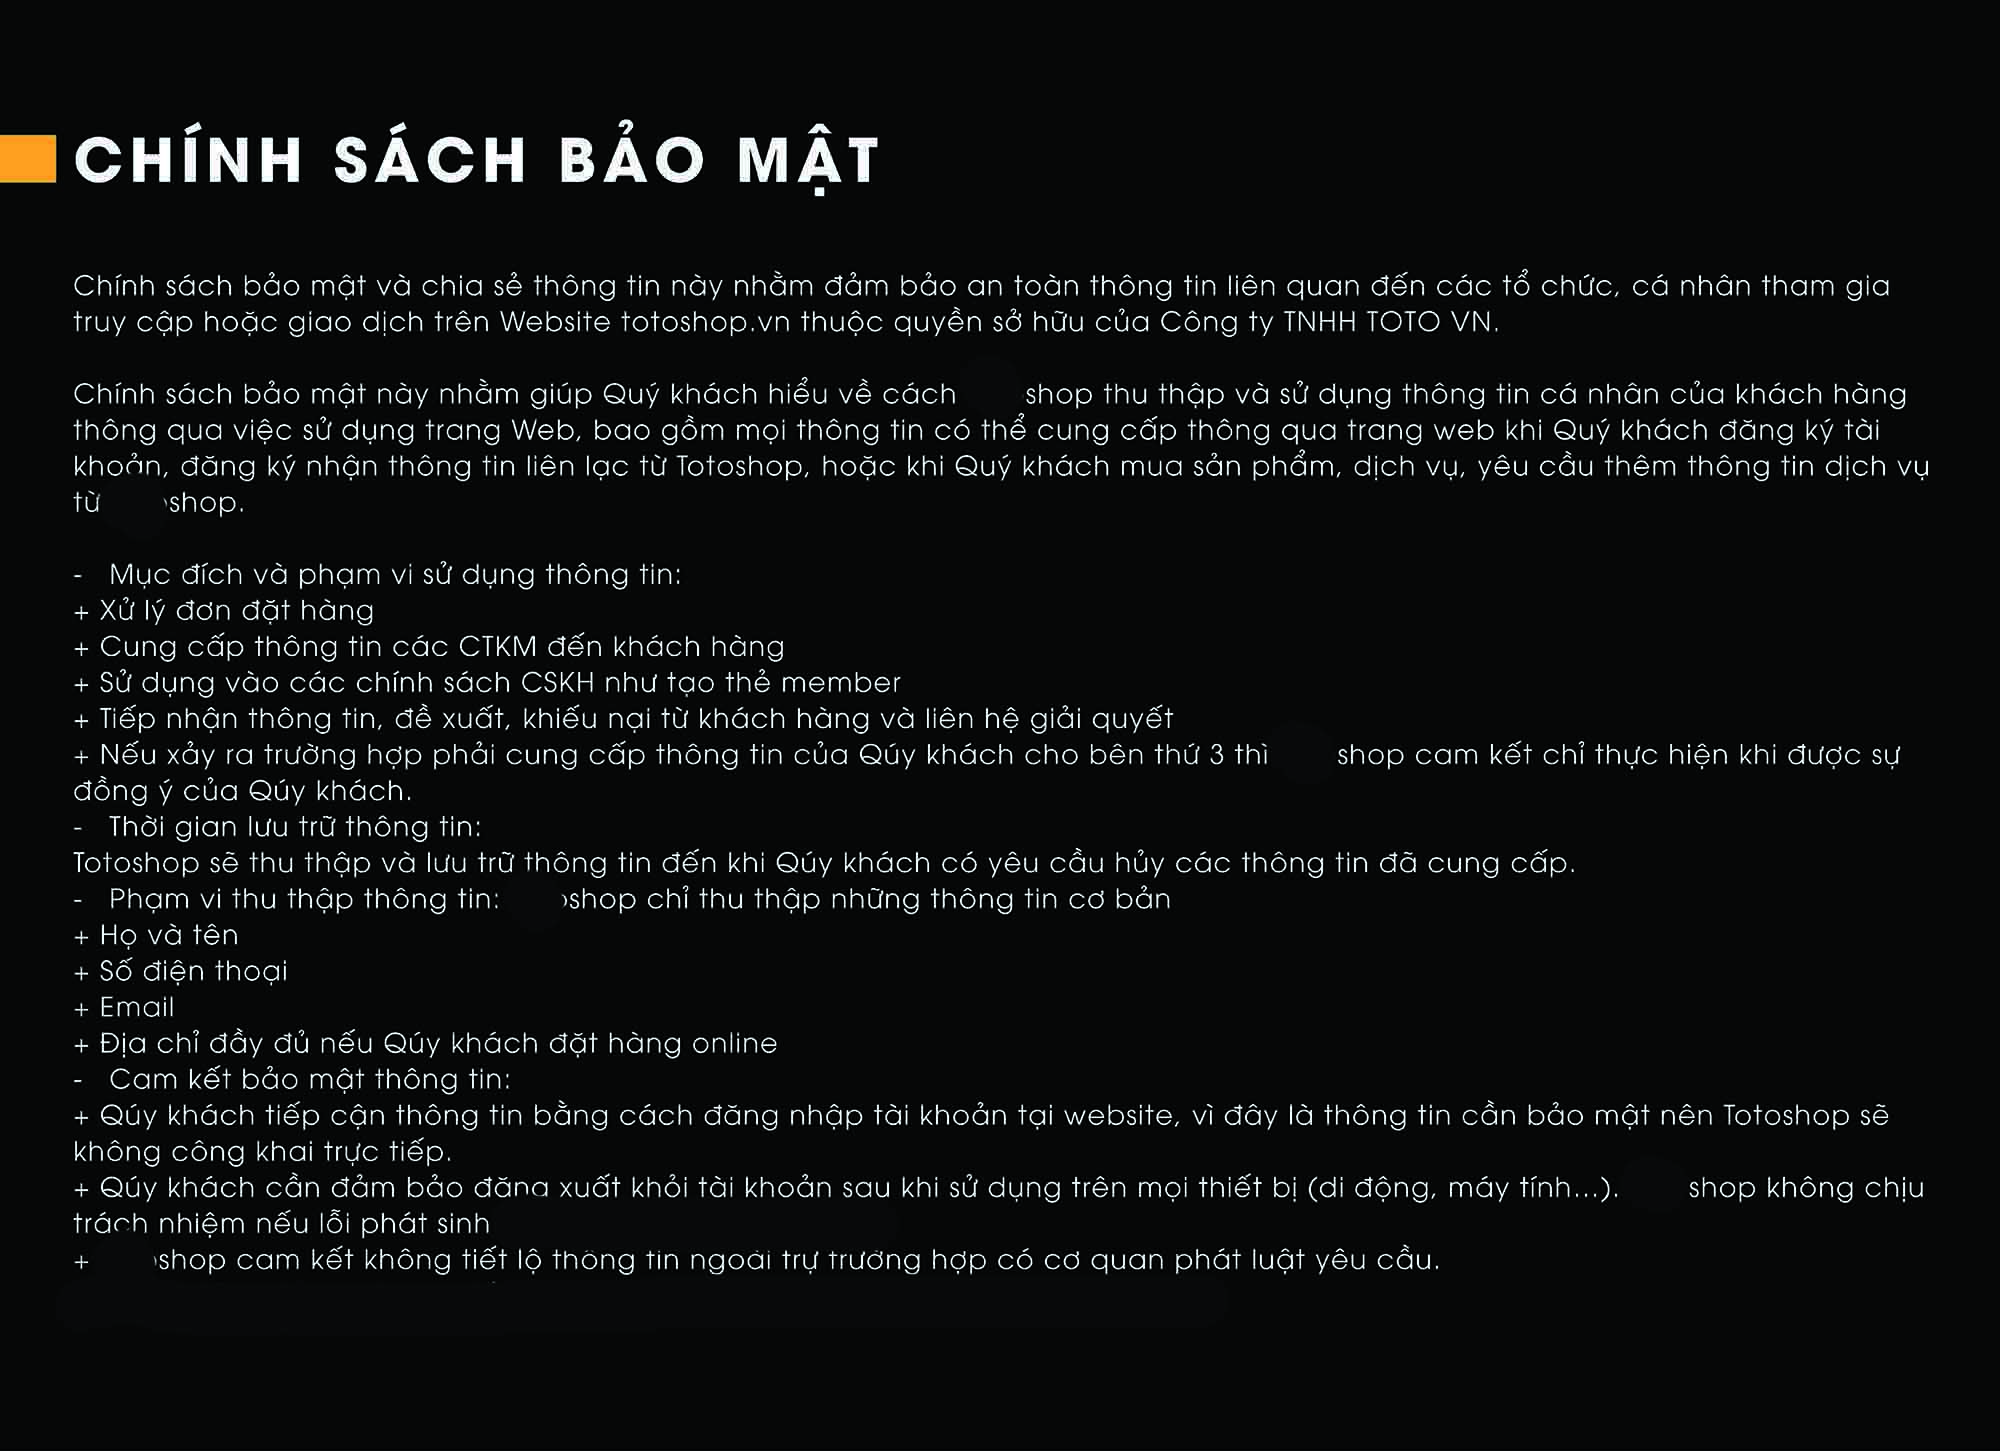 CHÍNH SÁCH BẢO MẬT
Chính sách bảo mật và chia sẻ thông tin này nhằm đảm bảo an toàn thông tin liên quan đến các tổ chức, cá nhân tham gia
truy cập hoặc giao dịch trên Website totoshop.vn thuộc quyền sở hữu của Công ty TNHH TOTO VN.
Chính sách bảo mật này nhằm giúp Quý khách hiểu về cách shop thu thập và sử dụng thông tin cá nhân của khách hàng
thông qua việc sử dụng trang Web, bao gồm mọi thông tin có thể cung cấp thông qua trang web khi Quý khách đăng ký tài
khoản, đăng ký nhận thông tin liên lạc từ Totoshop, hoặc khi Quý khách mua sản phẩm, dịch vụ, yêu cầu thêm thông tin dịch vụ
từ shop.
- Mục đích và phạm vi sử dụng thông tin:
+ Xử lý đơn đặt hàng
+ Cung cấp thông tin các CTKM đến khách hàng
+ Sử dụng vào các chính sách CSKH như tạo thẻ member
+ Tiếp nhận thông tin, đề xuất, khiếu nại từ khách hàng và liên hệ giải quyết
+ Nếu xảy ra trường hợp phải cung cấp thông tin của Qúy khách cho bên thứ 3 thì shop cam kết chỉ thực hiện khi được sự
đồng ý của Qúy khách.
- Thời gian lưu trữ thông tin:
Totoshop sẽ thu thập và lưu trữ thông tin đến khi Qúy khách có yêu cầu hủy các thông tin đã cung cấp.
- Phạm vi thu thập thông tin: shop chỉ thu thập những thông tin cơ bản
+ Họ và tên
+ Số điện thoại
+ Email
+ Địa chỉ đầy đủ nếu Qúy khách đặt hàng online
- Cam kết bảo mật thông tin:
+ Qúy khách tiếp cận thông tin bằng cách đăng nhập tài khoản tại website, vì đây là thông tin cần bảo mật nên Totoshop sẽ
không công khai trực tiếp.
+ Qúy khách cần đảm bảo đăng xuất khỏi tài khoản sau khi sử dụng trên mọi thiết bị (di động, máy tính...). shop không chịu
trách nhiệm nếu lỗi phát sinh
+ shop cam kết không tiết lộ thông tin ngoài trừ trường hợp có cơ quan phát luật yêu cầu.